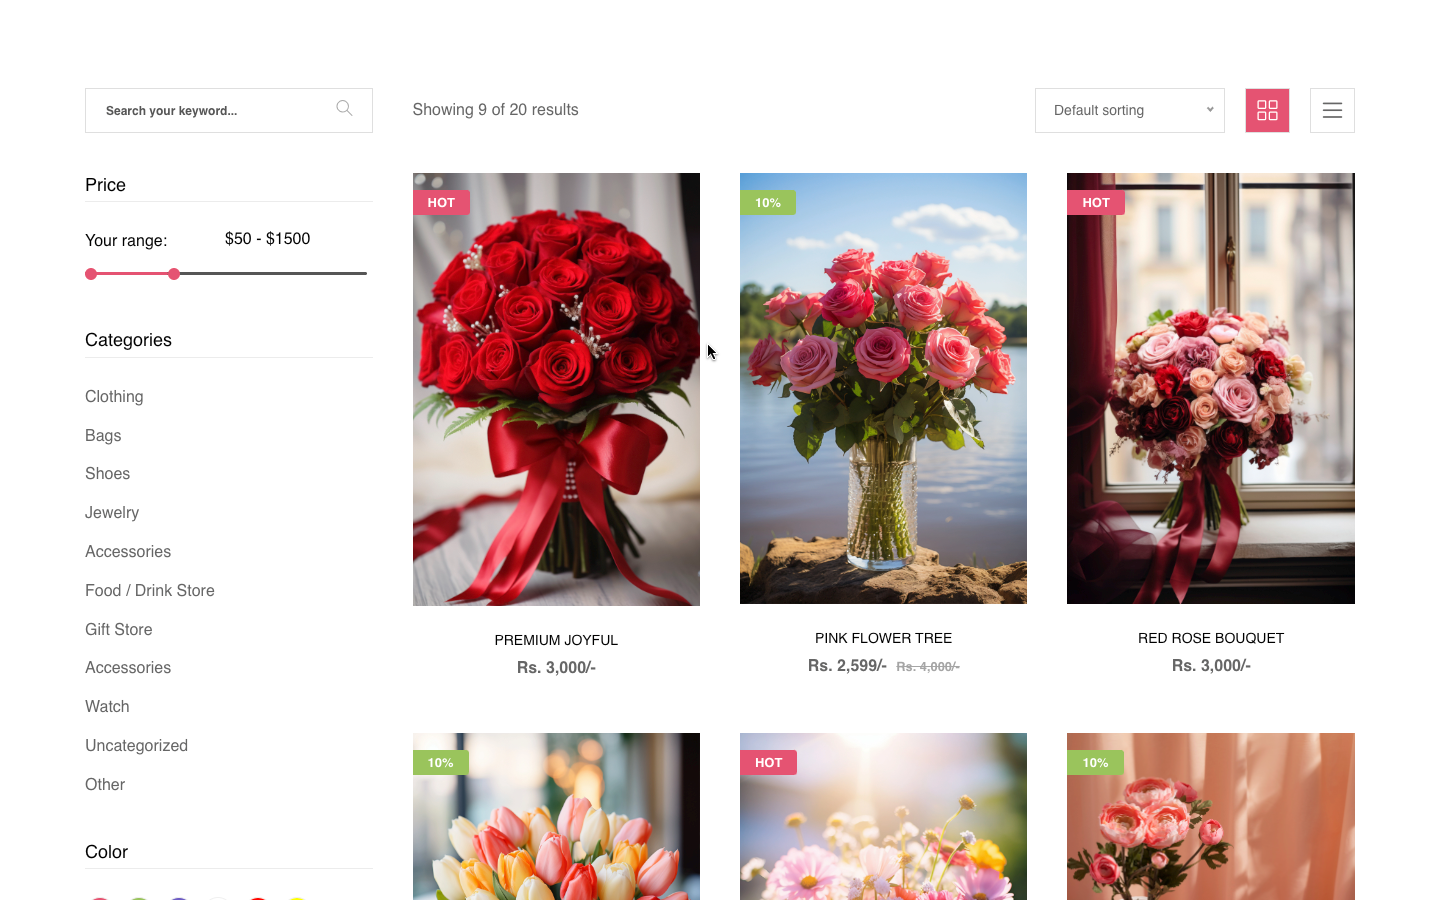 Search your keyword...
Showing 9 of 20 results
Default sorting
Price
Your range:
$50 - $1500
Categories
Clothing
Bags
Shoes
Jewelry
Accessories
Food / Drink Store
Gift Store
Accessories
Watch
Uncategorized
Other
Color
HOT
10%
HOT
PREMIUM JOYFUL
Rs. 3,000/-
PINK FLOWER TREE
Rs. 2,599/- Rs. 4,000/-
RED ROSE BOUQUET
Rs. 3,000/-
10%
HOT
10%